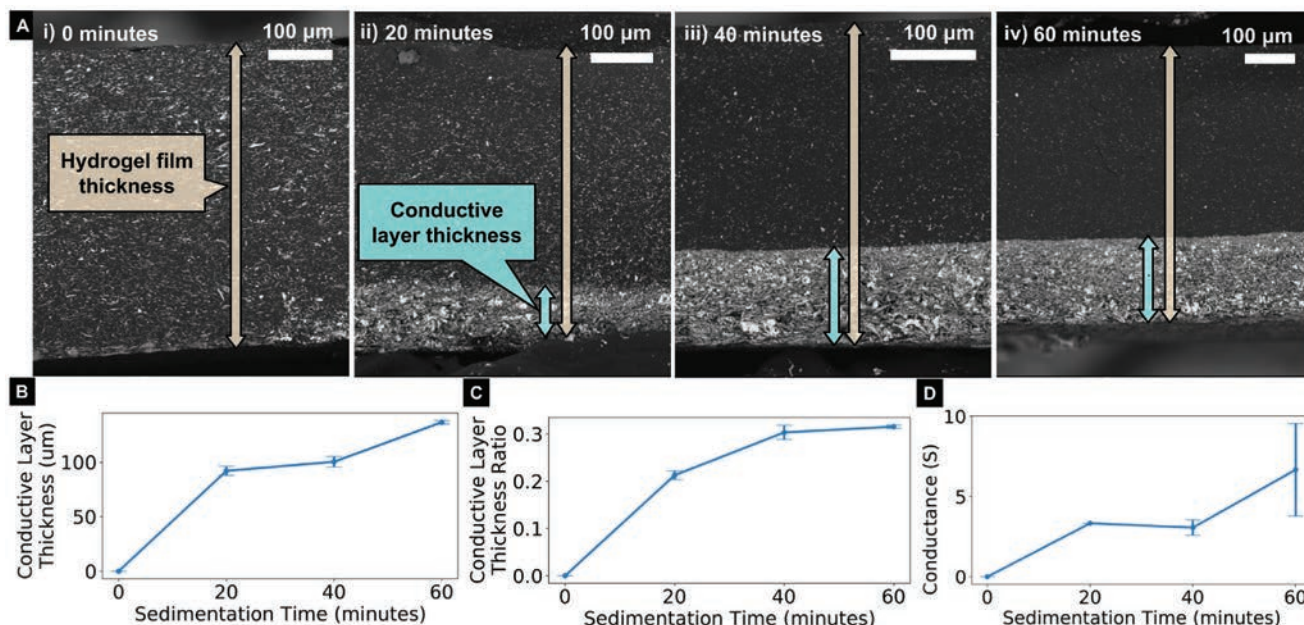 A
i) 0 minutes
100 µm
ii) 20 minutes
100 µm
iii) 40 minutes
100 µm
iv) 60 minutes
100 µm
Hydrogel film
thickness
Conductive
layer thickness
B
Conductive Layer
Thickness (um)
100
50
0
0 20 40 60
Sedimentation Time (minutes)
C
Conductive Layer
Thickness Ratio
0.3
0.2
0.1
0.0
0 20 40 60
Sedimentation Time (minutes)
D
Conductance (S)
10
5
0
0 20 40 60
Sedimentation Time (minutes)